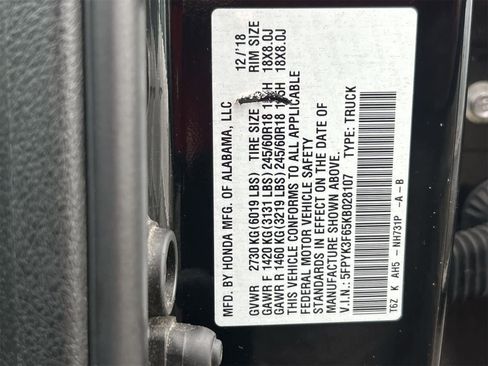 MFD. BY HONDA MFG. OF ALABAMA, LLC 12/'18
GVWR 2730 KG(6019 LBS) TIRE SIZE RIM SIZE
GAWR F 1420 KG(3131 LBS) 245/60R18 18X8.0J
GAWR R 1460 KG(3219 LBS) 245/60R18 18X8.0J
THIS VEHICLE CONFORMS TO ALL APPLICABLE
FEDERAL MOTOR VEHICLE SAFETY
STANDARDS IN EFFECT ON THE DATE OF
MANUFACTURE SHOWN ABOVE.
V.I.N.: 5FPYK3F65KB028107 TYPE: TRUCK
T6Z K AH5 NH731P -A-B